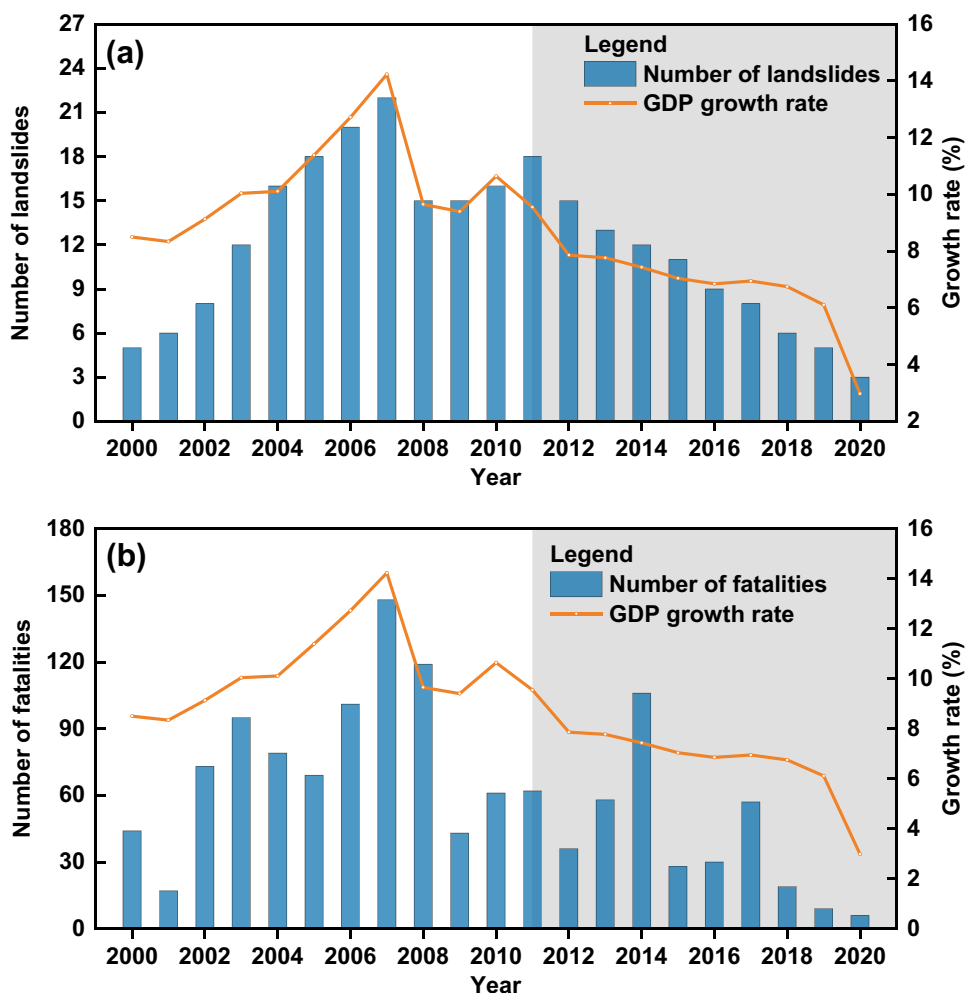 (a)
Legend
Number of landslides
GDP growth rate
Number of landslides
27
24
21
18
15
12
9
6
3
0
Growth rate (%)
16
14
12
10
8
6
4
2
2000 2002 2004 2006 2008 2010 2012 2014 2016 2018 2020
Year
(b)
Legend
Number of fatalities
GDP growth rate
Number of fatalities
180
150
120
90
60
30
0
Growth rate (%)
16
14
12
10
8
6
4
2
0
2000 2002 2004 2006 2008 2010 2012 2014 2016 2018 2020
Year